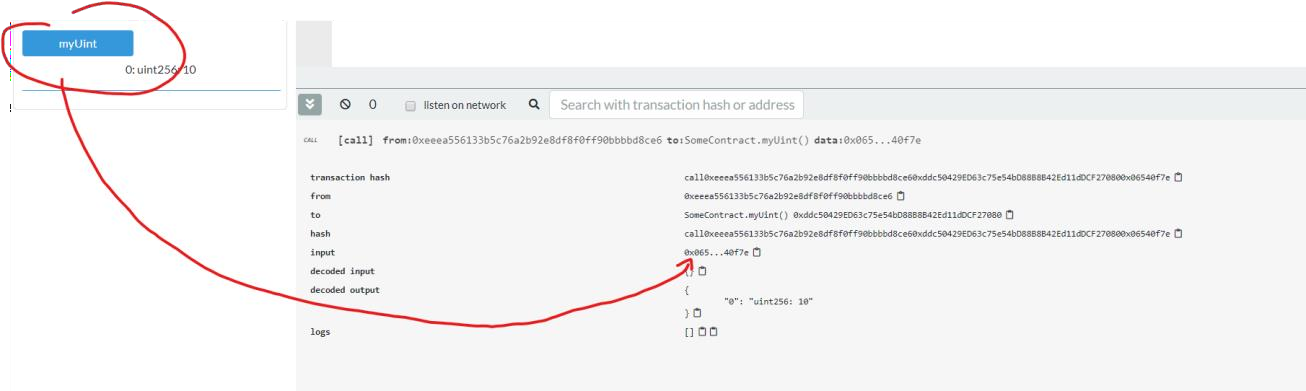 myUint
0: uint256: 10
0 listen on network Search with transaction hash or address
CALL [call] from:0xeeea556133b5c76a2b92e8df8f0ff90bbbbd8ce6 to:SomeContract.myUint() data:0x065...40f7e
transaction hash call0xeeea556133b5c76a2b92e8df8f0ff90bbbbd8ce60xddc50429ED63c75e54bD88B8B42Ed11dDCF270800x06540f7e
from 0xeeea556133b5c76a2b92e8df8f0ff90bbbbd8ce6
to SomeContract.myUint() 0xddc50429ED63c75e54bD88B8B42Ed11dDCF27080
hash call0xeeea556133b5c76a2b92e8df8f0ff90bbbbd8ce60xddc50429ED63c75e54bD88B8B42Ed11dDCF270800x06540f7e
input 0x065...40f7e
decoded input {}
decoded output {
"0": "uint256: 10"
}
logs []